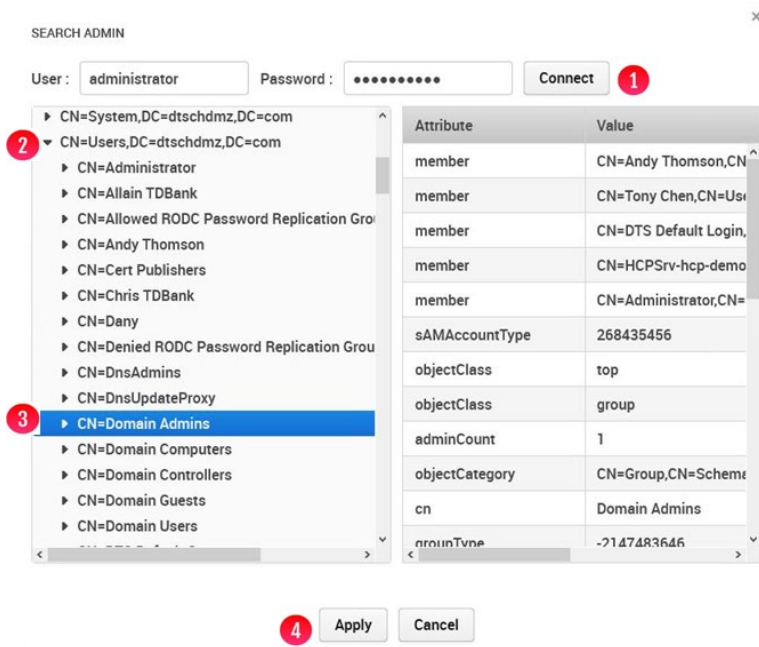 ×
SEARCH ADMIN
User : administrator Password : •••••••••• Connect 1
CN=System,DC=dtschdmz,DC=com
2 CN=Users,DC=dtschdmz,DC=com
CN=Administrator
CN=Allain TDBank
CN=Allowed RODC Password Replication Gro
CN=Andy Thomson
CN=Cert Publishers
CN=Chris TDBank
CN=Dany
CN=Denied RODC Password Replication Grou
CN=DnsAdmins
CN=DnsUpdateProxy
3 CN=Domain Admins
CN=Domain Computers
CN=Domain Controllers
CN=Domain Guests
CN=Domain Users
Attribute Value
member CN=Andy Thomson,CN
member CN=Tony Chen,CN=Use
member CN=DTS Default Login,
member CN=HCPSrv-hcp-demo
member CN=Administrator,CN=
sAMAccountType 268435456
objectClass top
objectClass group
adminCount 1
objectCategory CN=Group,CN=Schema
cn Domain Admins
groupType -2147483646
4 Apply Cancel